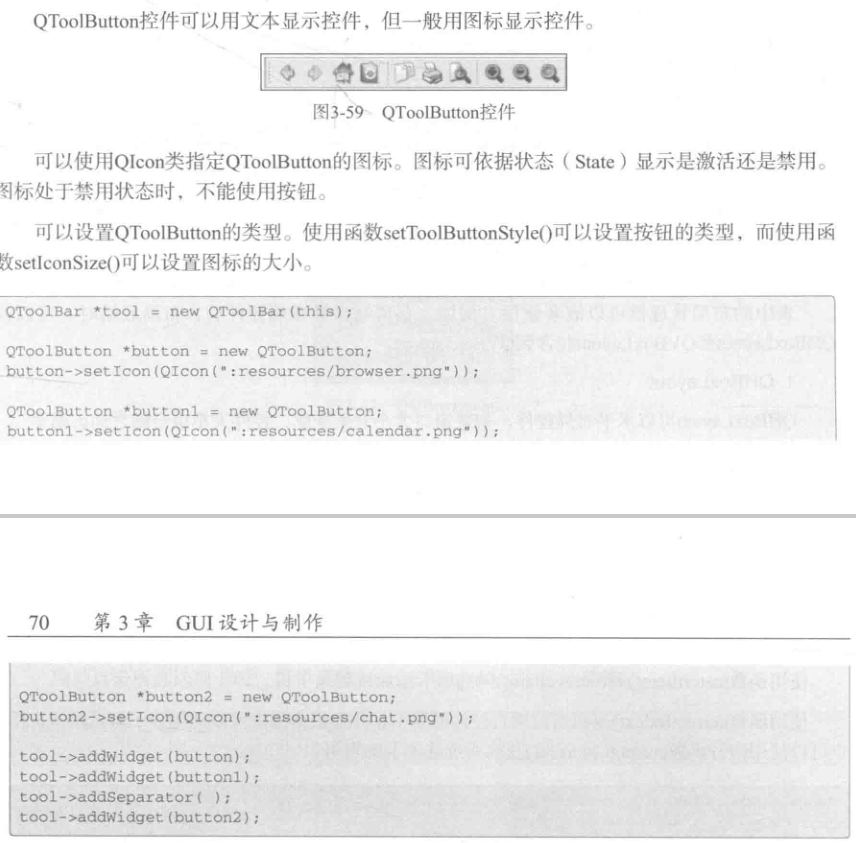 QToolButton控件可以用文本显示控件，但一般用图标显示控件。
图3-59 QToolButton控件
可以使用QIcon类指定QToolButton的图标。图标可依据状态（State）显示是激活还是禁用。
图标处于禁用状态时，不能使用按钮。
可以设置QToolButton的类型。使用函数setToolButtonStyle()可以设置按钮的类型，而使用函
数setIconSize()可以设置图标的大小。
QToolBar *tool = new QToolBar(this);
QToolButton *button = new QToolButton;
button->setIcon(QIcon(":resources/browser.png"));
QToolButton *button1 = new QToolButton;
button1->setIcon(QIcon(":resources/calendar.png"));
70 第 3 章 GUI 设计与制作
QToolButton *button2 = new QToolButton;
button2->setIcon(QIcon(":resources/chat.png"));
tool->addWidget(button);
tool->addWidget(button1);
tool->addSeparator( );
tool->addWidget(button2);